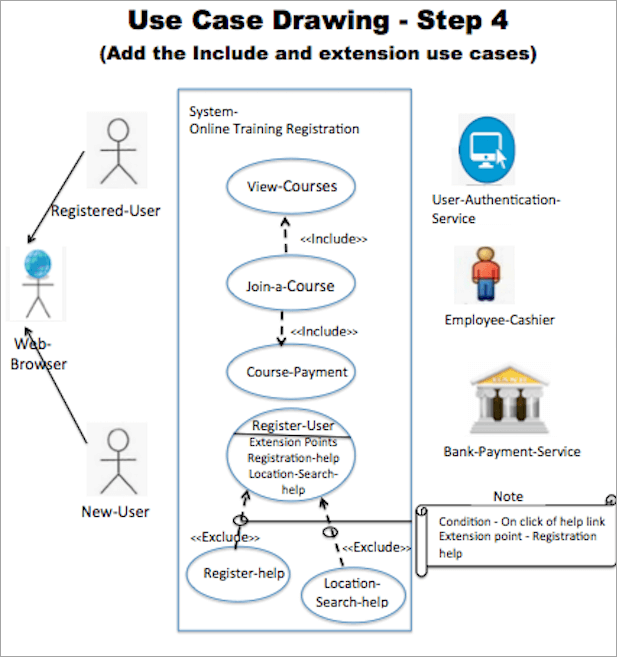 Use Case Drawing - Step 4
(Add the Include and extension use cases)
System-
Online Training Registration
View-Courses
<<Include>>
Join-a-Course
<<Include>>
Course-Payment
Register-User
Extension Points
Registration-help
Location-Search-
help
<<Exclude>>
<<Exclude>>
Register-help
Location-
Search-help
Registered-User
Web-
Browser
New-User
User-Authentication-
Service
Employee-Cashier
Bank-Payment-Service
Note
Condition - On click of help link
Extension point - Registration
help